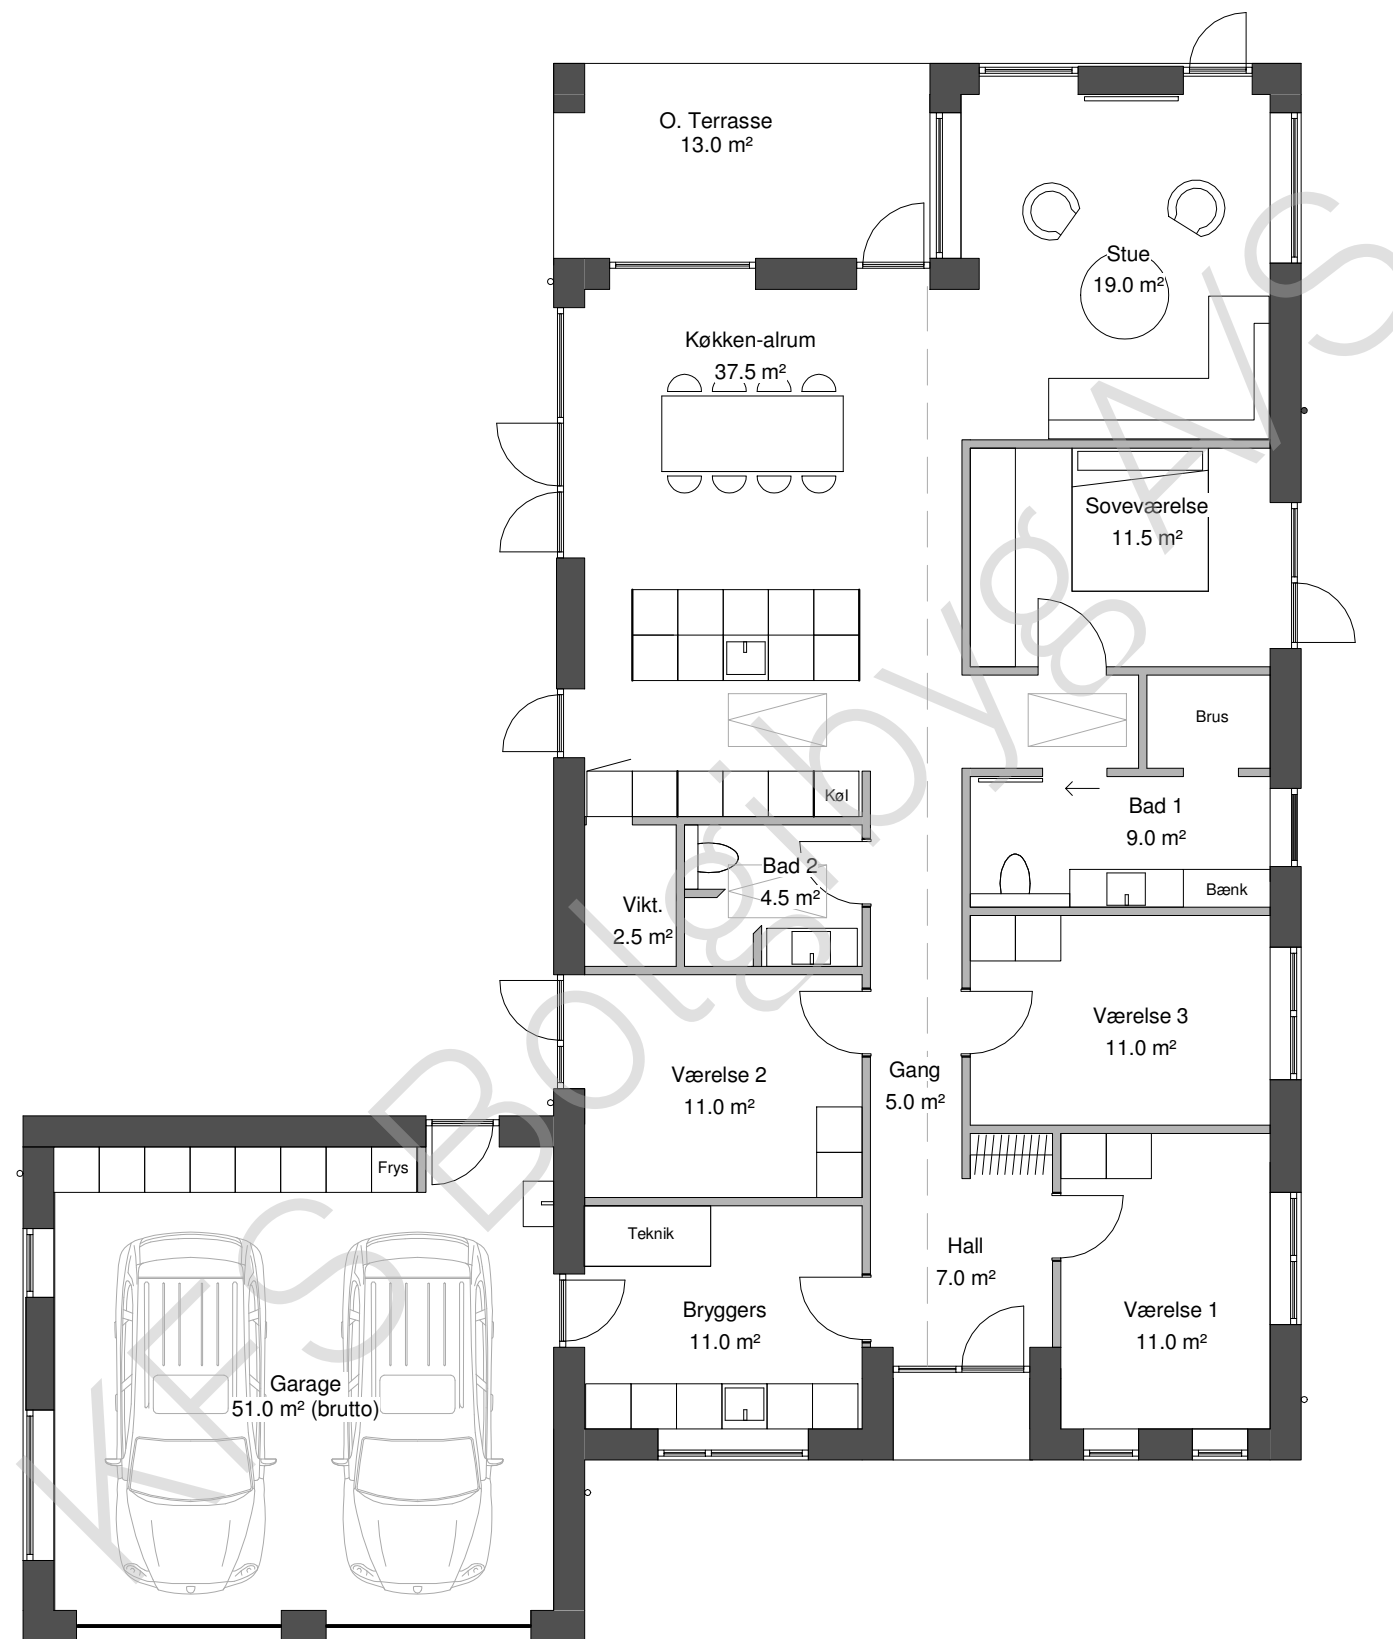 O. Terrasse
13.0 m²
Stue
19.0 m²
Køkken-alrum
37.5 m²
Soveværelse
11.5 m²
Brus
Køl
Bad 1
9.0 m²
Bænk
Bad 2
4.5 m²
Vikt.
2.5 m²
Værelse 3
11.0 m²
Værelse 2
11.0 m²
Gang
5.0 m²
Frys
Teknik
Hall
7.0 m²
Bryggers
11.0 m²
Værelse 1
11.0 m²
Garage
51.0 m² (brutto)
KFS Boligbyg A/S